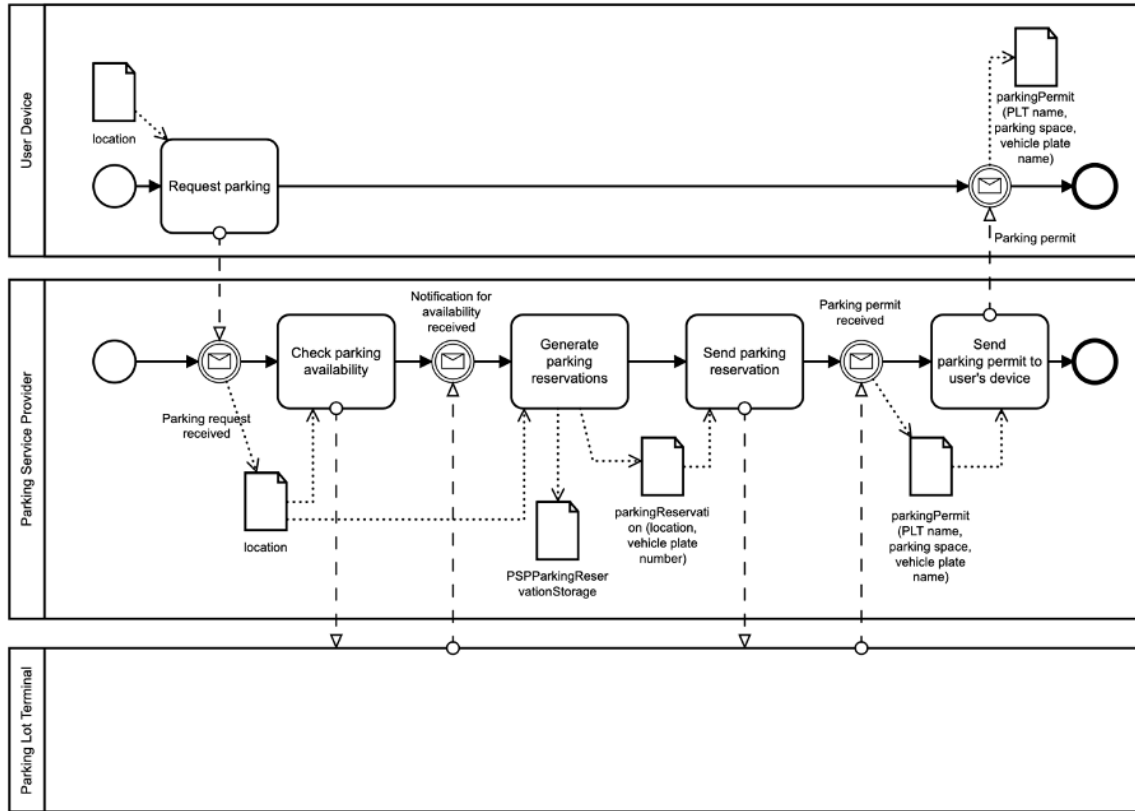 User Device
location
Request parking
parkingPermit
(PLT name,
parking space,
vehicle plate
name)
Parking permit
Parking Service Provider
Parking request
received
Check parking
availability
Notification for
availability
received
Generate
parking
reservations
Send parking
reservation
Parking permit
received
Send
parking permit to
user's device
location
PSPParkingReser
vationStorage
parkingReservati
on (location,
vehicle plate
number)
parkingPermit
(PLT name,
parking space,
vehicle plate
name)
Parking Lot Terminal